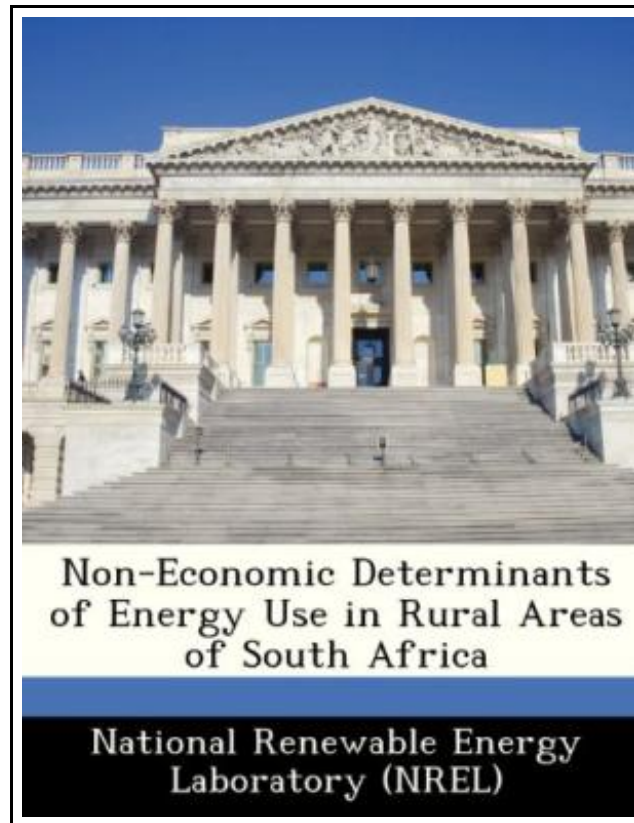 Non-Economic Determinants
of Energy Use in Rural Areas
of South Africa
National Renewable Energy
Laboratory (NREL)